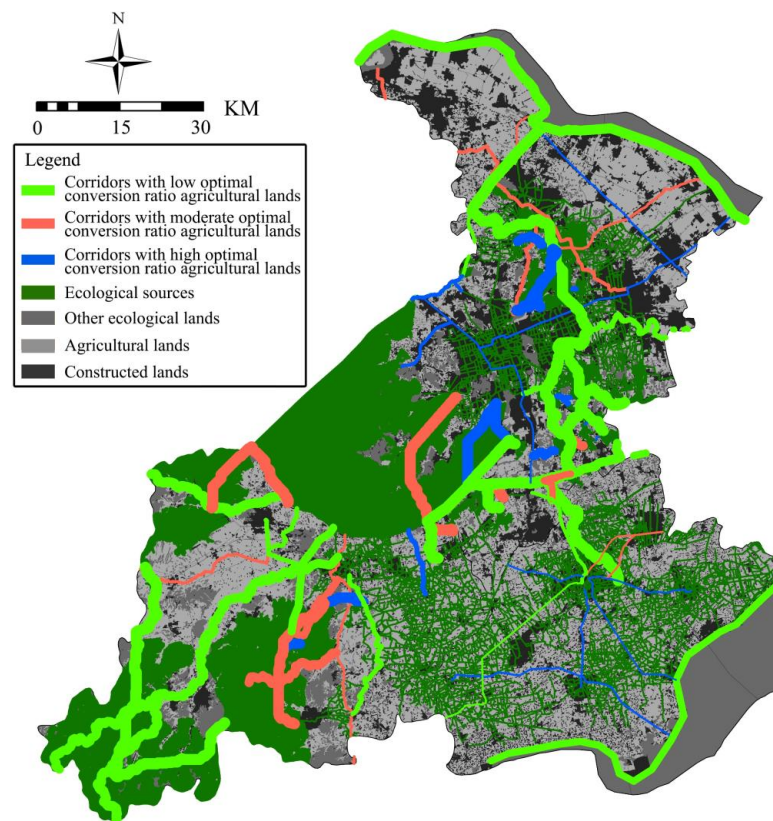 N
KM
0 15 30
Legend
Corridors with low optimal
conversion ratio agricultural lands
Corridors with moderate optimal
conversion ratio agricultural lands
Corridors with high optimal
conversion ratio agricultural lands
Ecological sources
Other ecological lands
Agricultural lands
Constructed lands